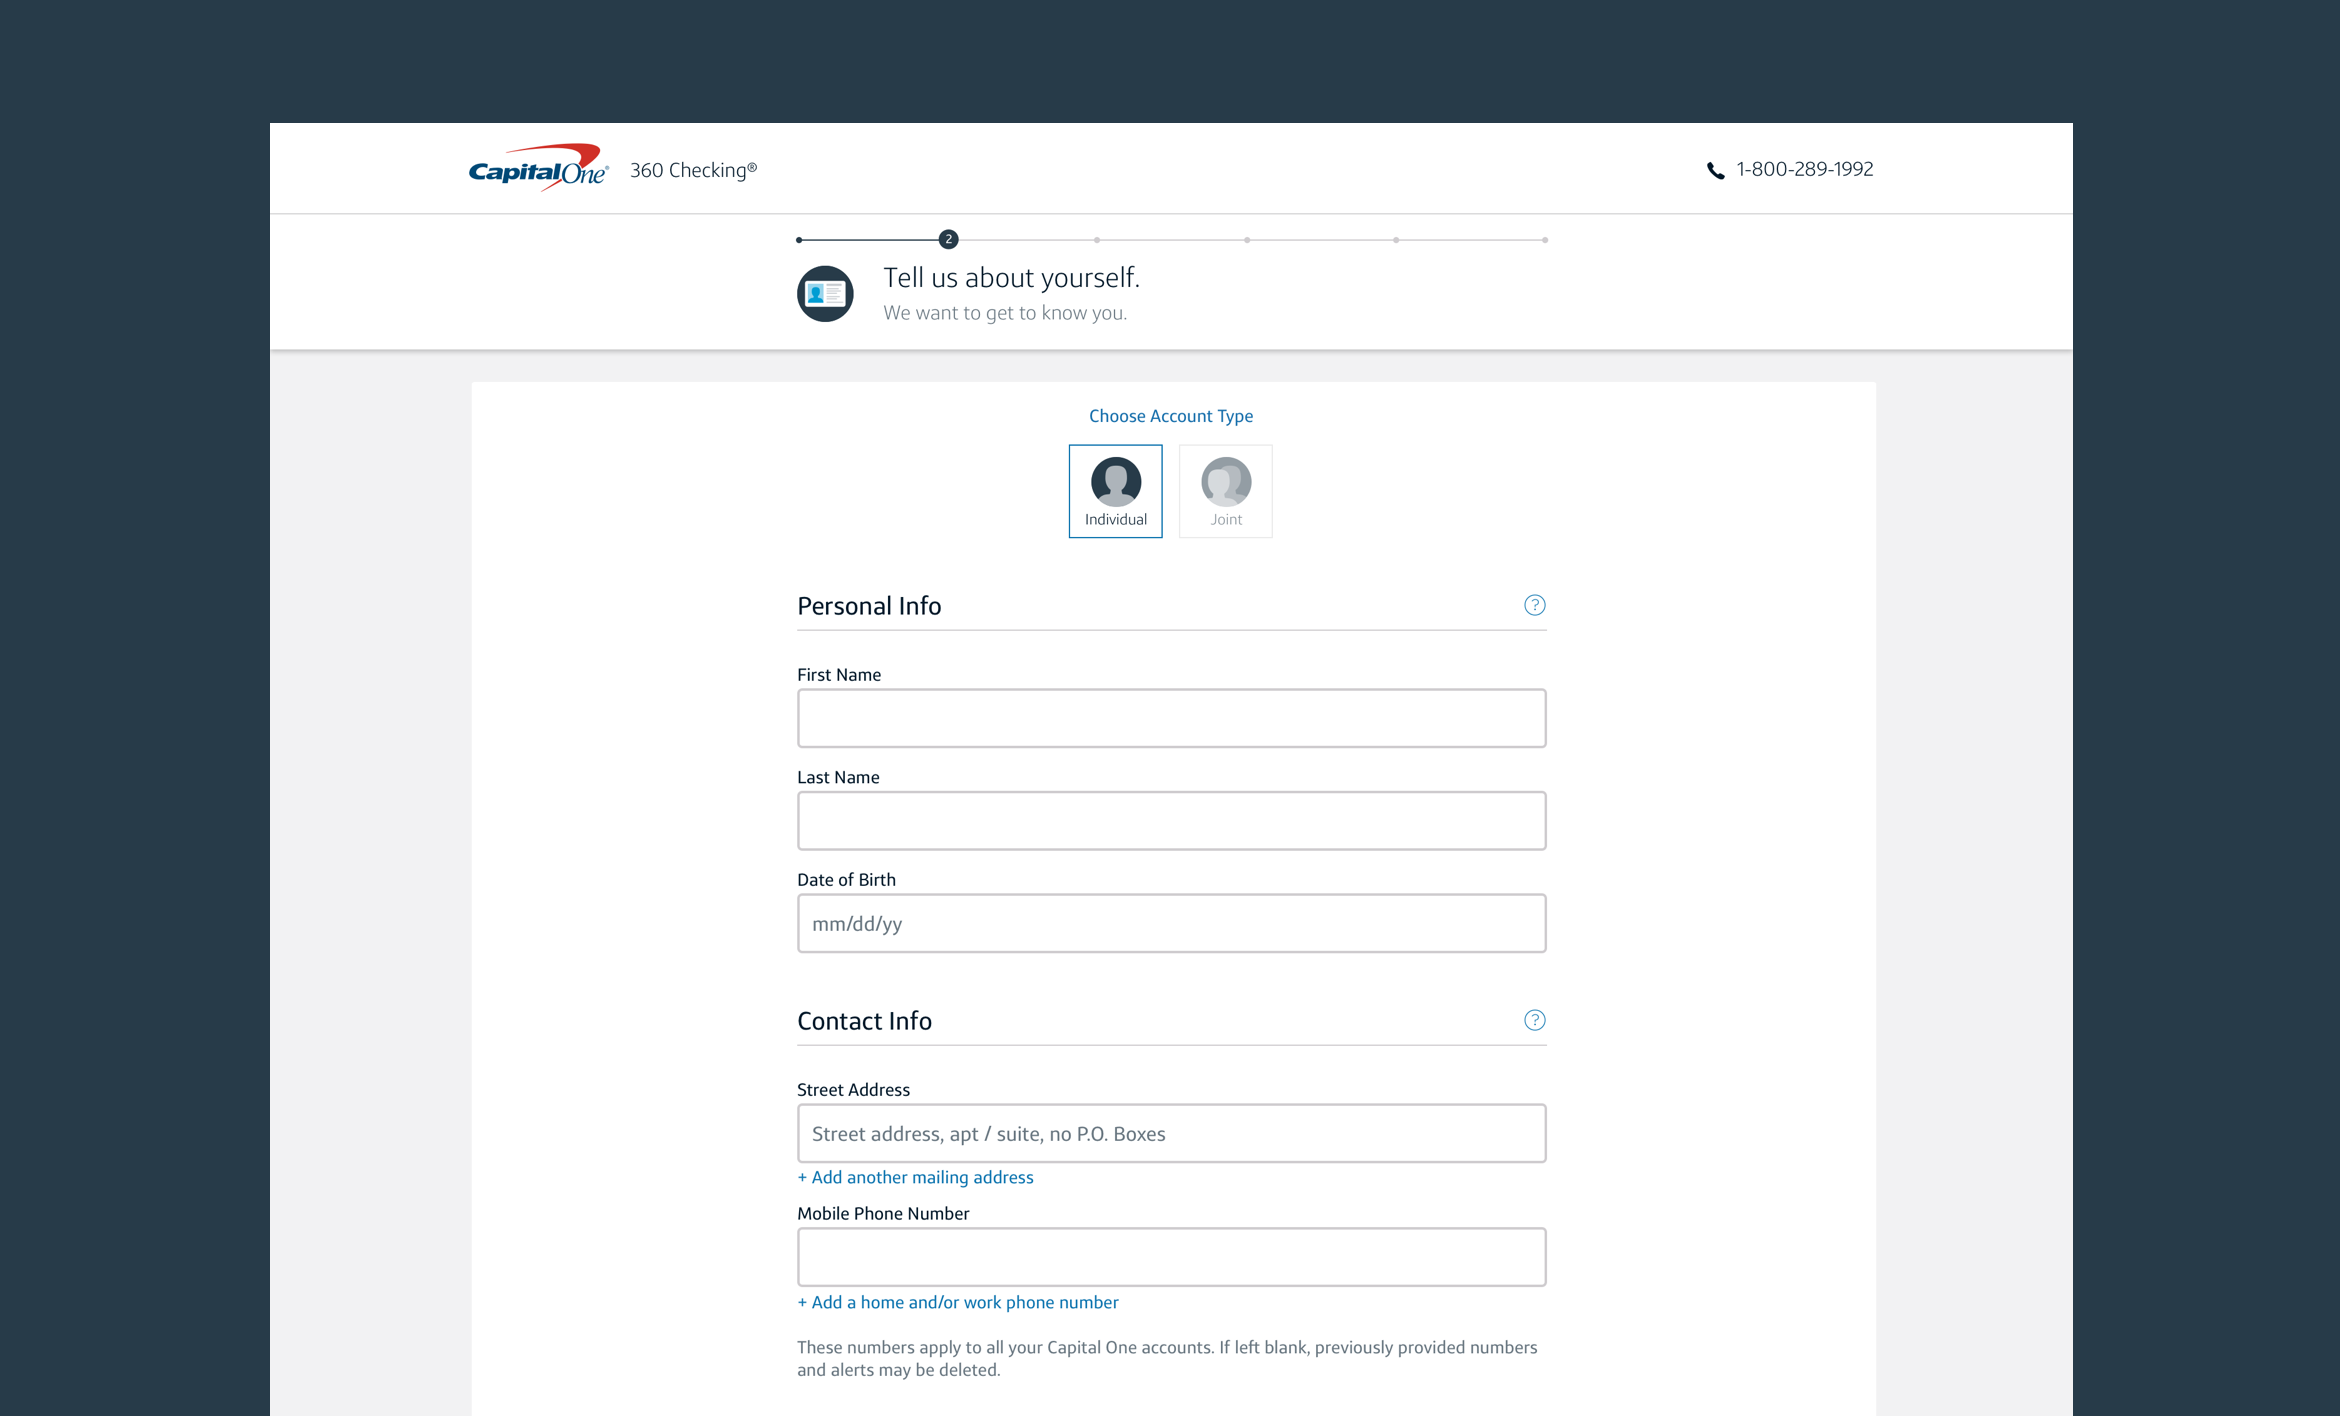 CapitalOne® 360 Checking® 1-800-289-1992
2
Tell us about yourself.
We want to get to know you.
Choose Account Type
Individual Joint
Personal Info ?
First Name
Last Name
Date of Birth
mm/dd/yy
Contact Info ?
Street Address
Street address, apt / suite, no P.O. Boxes
+ Add another mailing address
Mobile Phone Number
+ Add a home and/or work phone number
These numbers apply to all your Capital One accounts. If left blank, previously provided numbers
and alerts may be deleted.